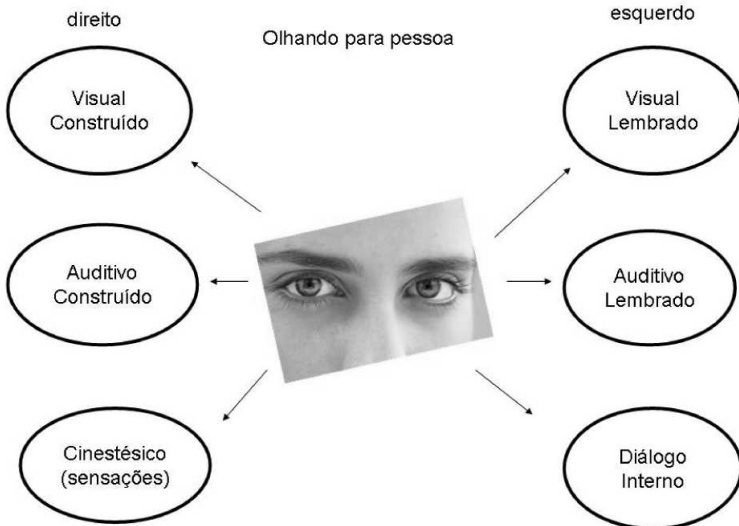 direito
Olhando para pessoa
esquerdo
Visual
Construído
Visual
Lembrado
Auditivo
Construído
Auditivo
Lembrado
Cinestésico
(sensações)
Diálogo
Interno